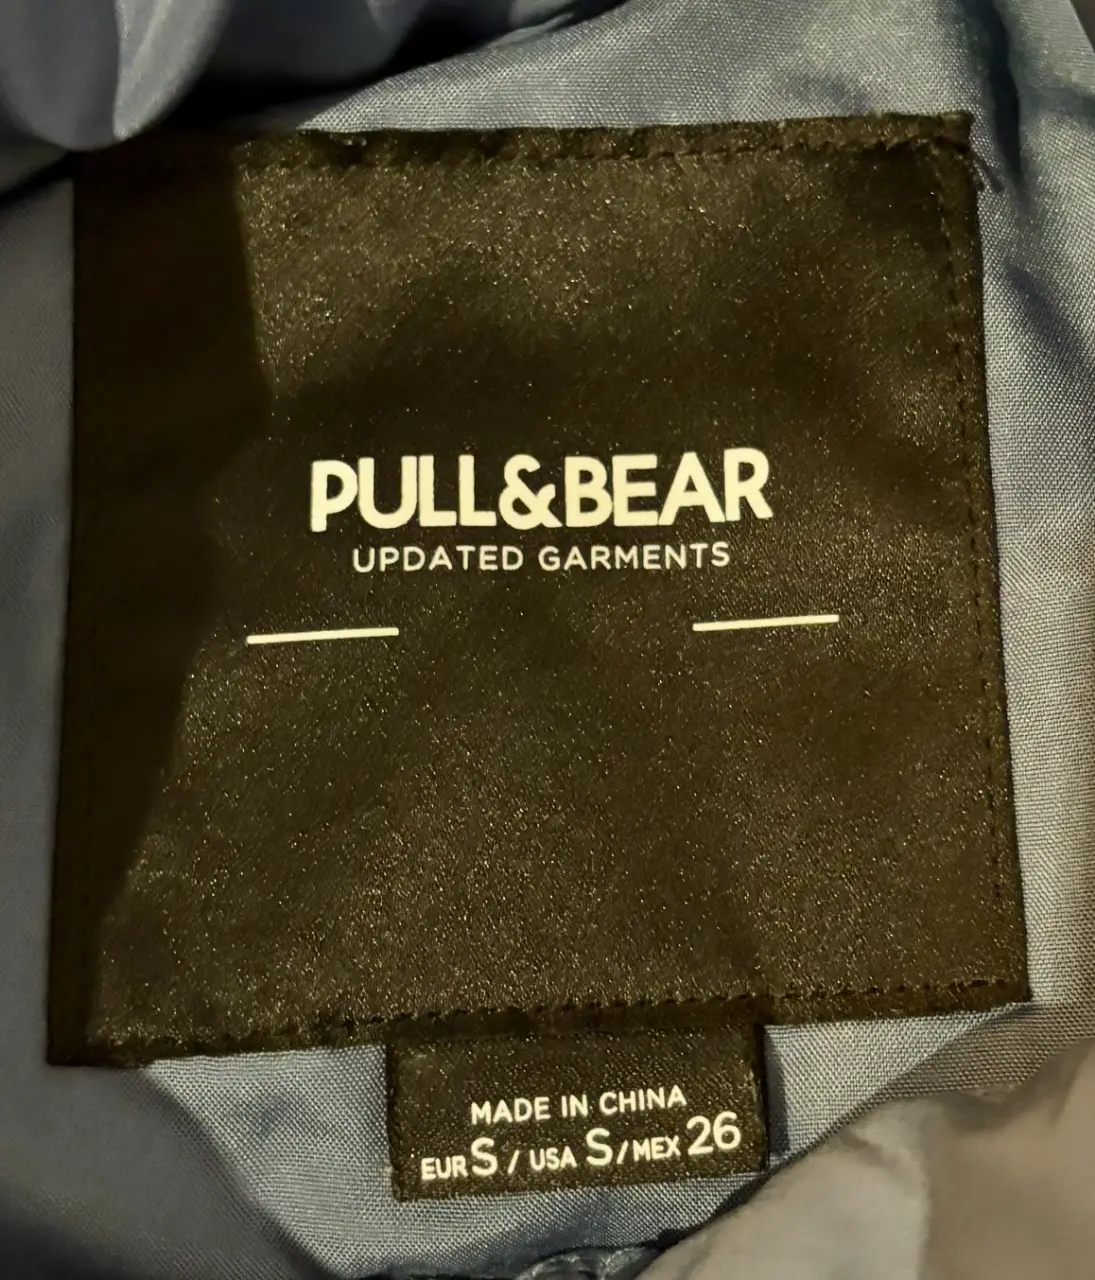 PULL&BEAR
UPDATED GARMENTS
MADE IN CHINA
EUR S / USA S / MEX 26